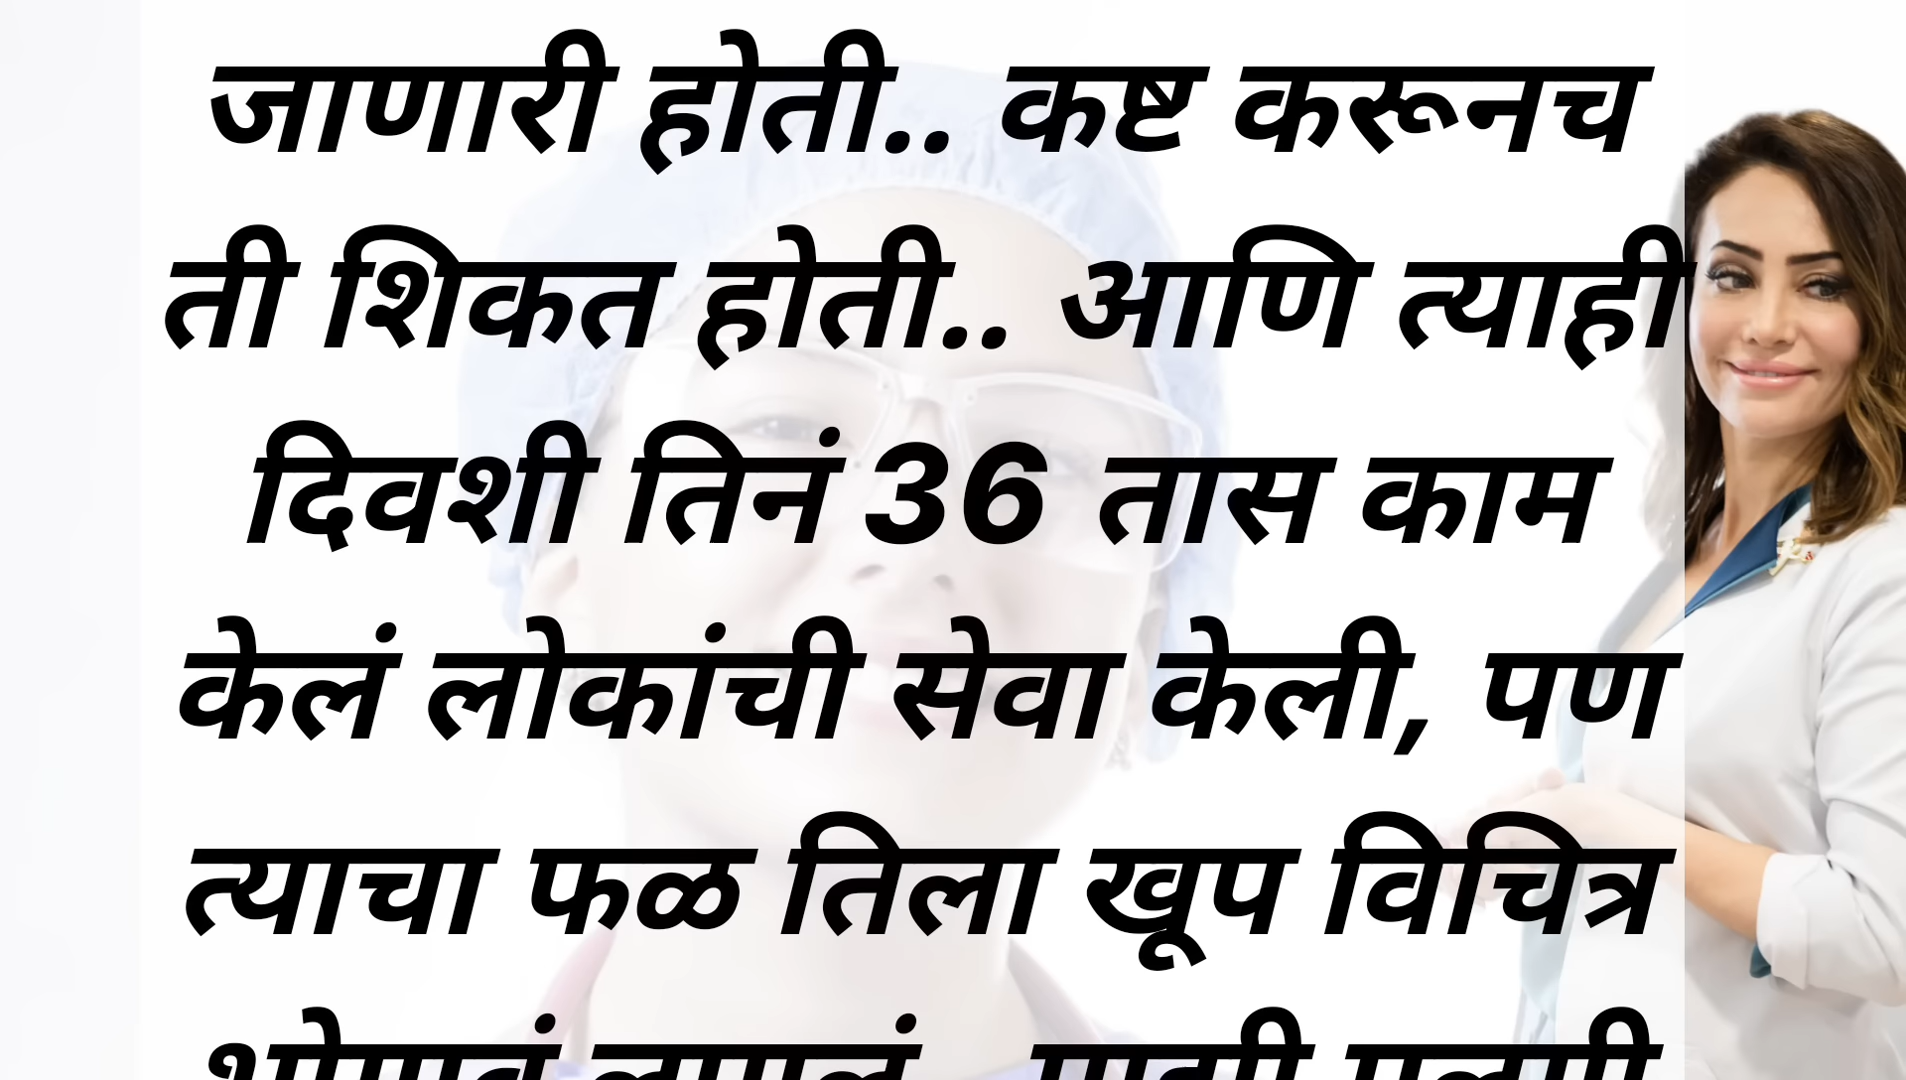 जाणारी होती.. कष्ट करूनच
ती शिकत होती.. आणि त्याही
दिवशी तिनं 36 तास काम
केलं लोकांची सेवा केली, पण
त्याचा फळ तिला खूप विचित्र